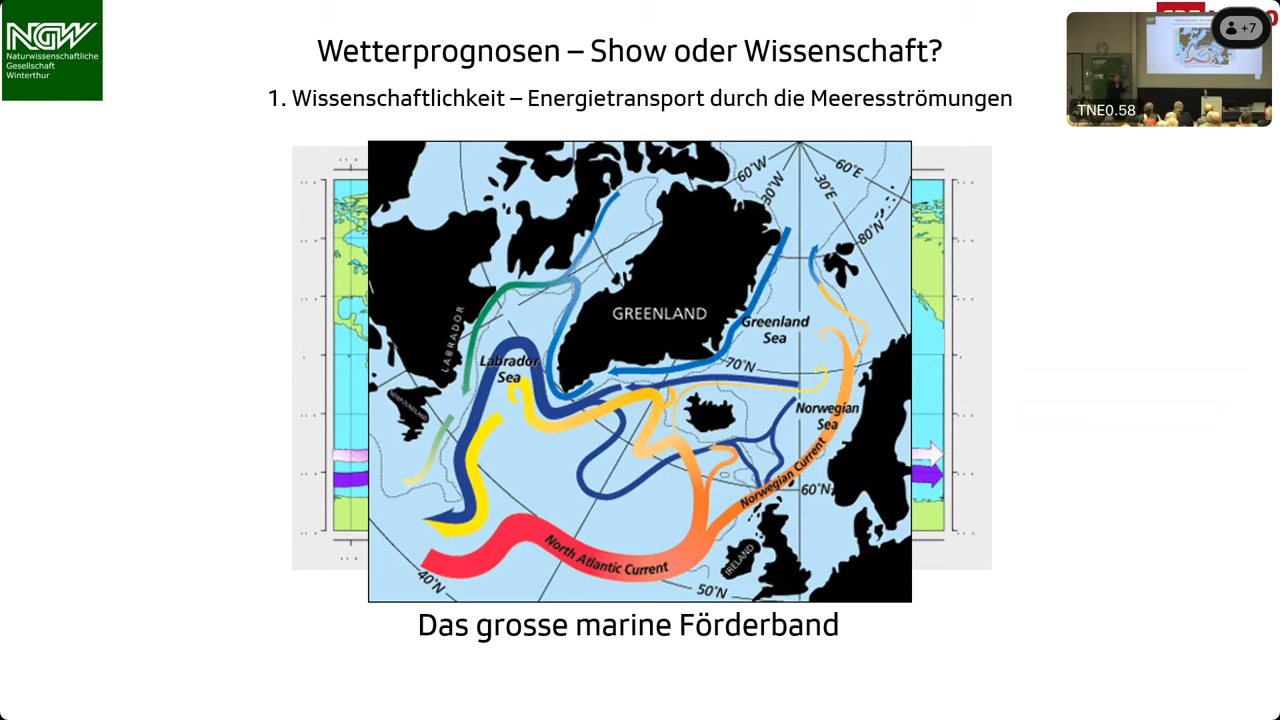 NGW
Naturwissenschaftliche
Gesellschaft
Winterthur
Wetterprognosen – Show oder Wissenschaft?
1. Wissenschaftlichkeit – Energietransport durch die Meeresströmungen
+7
TNE0.58
60°W
30°W
30°E
60°E
80°N
GREENLAND
Greenland
Sea
LABRADOR
Labrador
Sea
70°N
NEWFOUNDLAND
Norwegian
Sea
Norwegian Current
60°N
North Atlantic Current
IRELAND
40°N
50°N
Das grosse marine Förderband